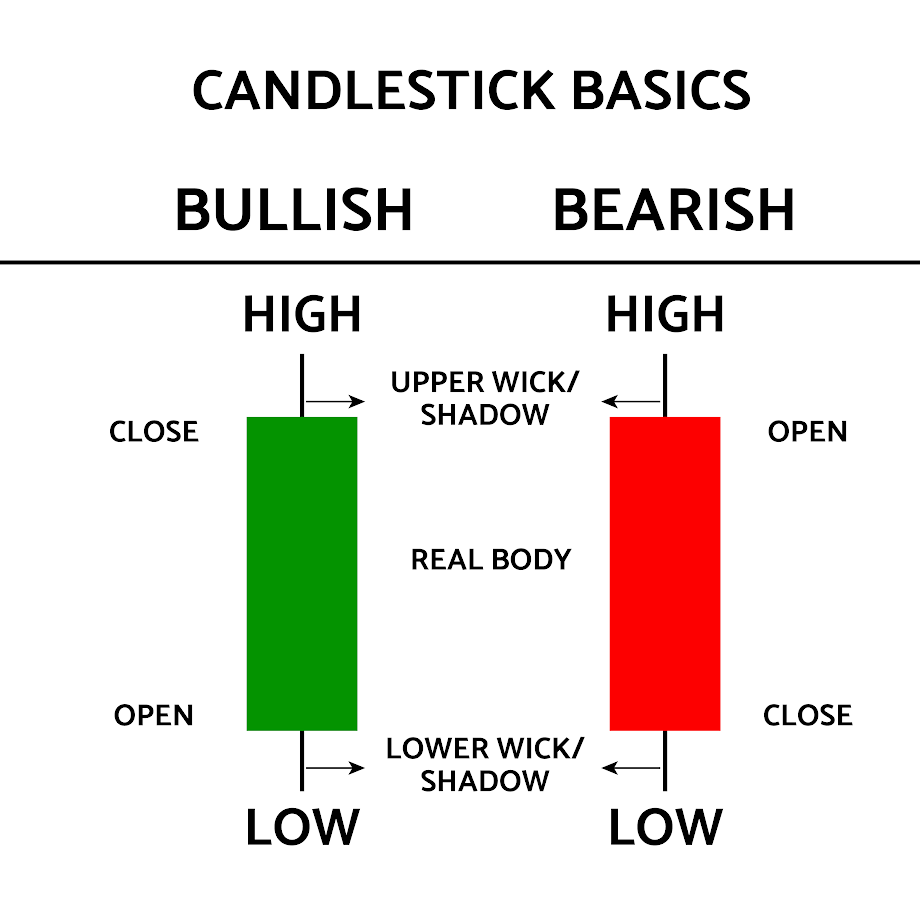 CANDLESTICK BASICS
BULLISH
BEARISH
HIGH
HIGH
UPPER WICK/
SHADOW
CLOSE
OPEN
REAL BODY
OPEN
CLOSE
LOWER WICK/
SHADOW
LOW
LOW